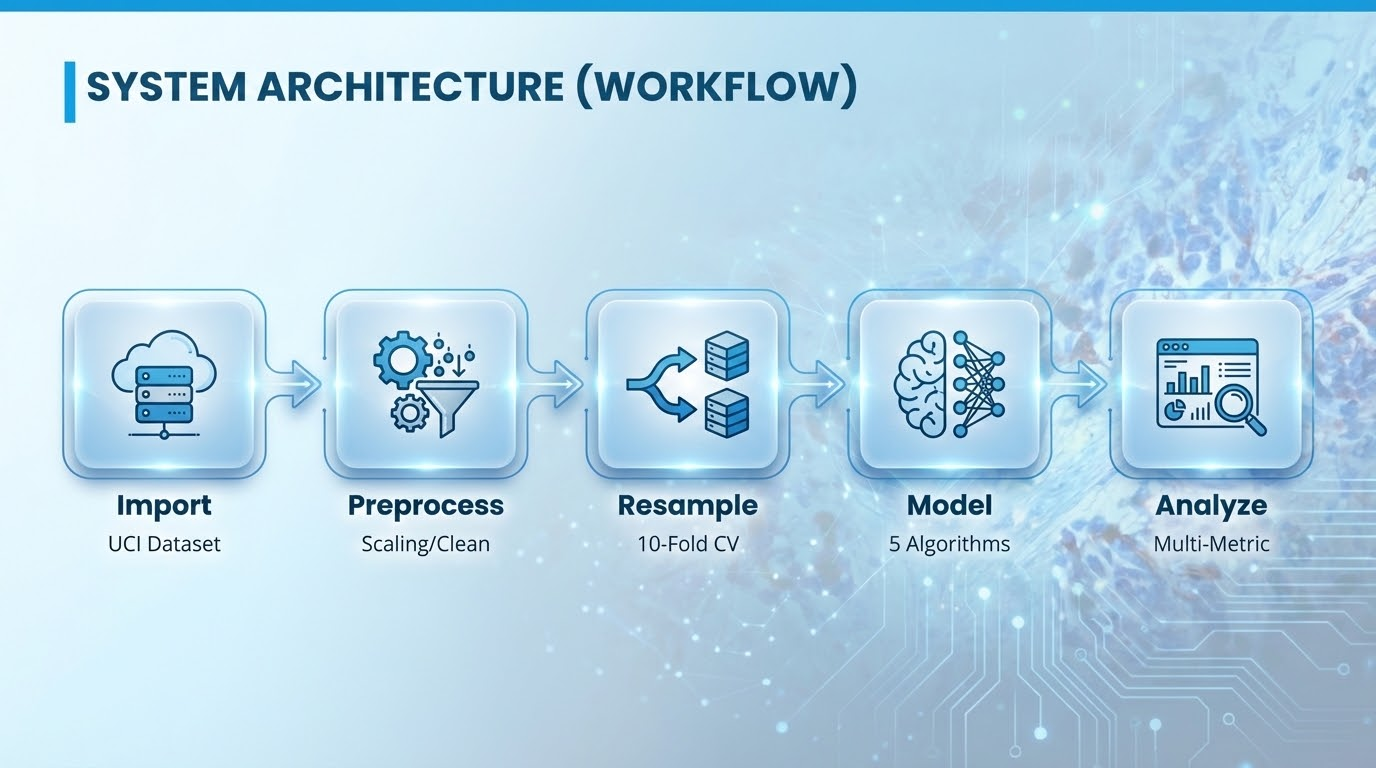 SYSTEM ARCHITECTURE (WORKFLOW)
Import
UCI Dataset
Preprocess
Scaling/Clean
Resample
10-Fold CV
Model
5 Algorithms
Analyze
Multi-Metric